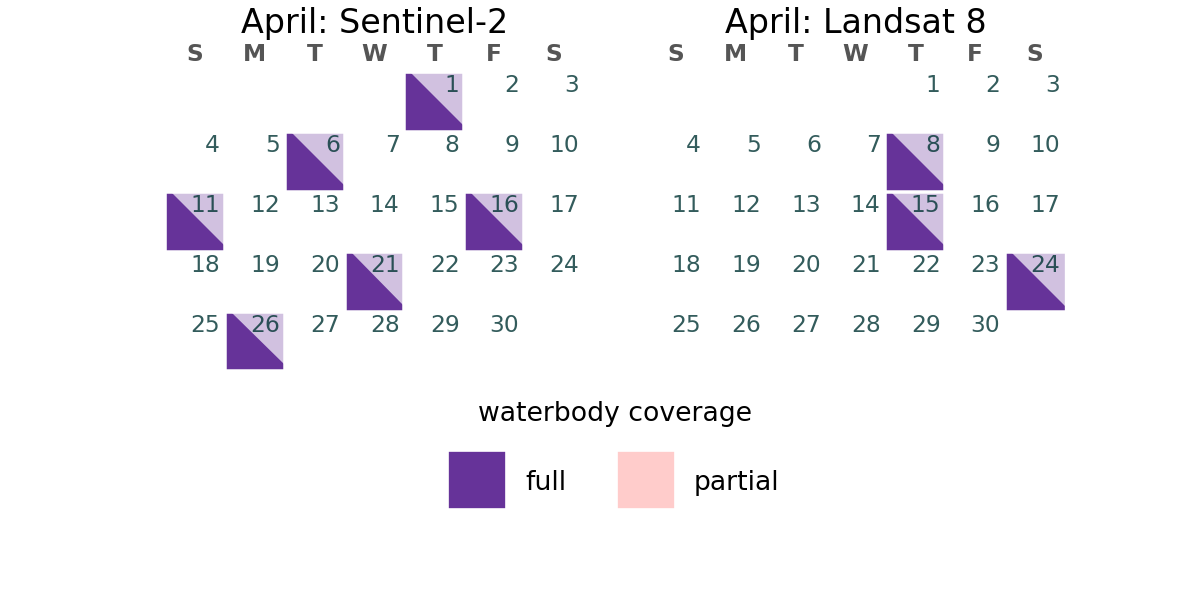 April: Sentinel-2
S M T W T F S
1 2 3
4 5 6 7 8 9 10
11 12 13 14 15 16 17
18 19 20 21 22 23 24
25 26 27 28 29 30
April: Landsat 8
S M T W T F S
1 2 3
4 5 6 7 8 9 10
11 12 13 14 15 16 17
18 19 20 21 22 23 24
25 26 27 28 29 30
waterbody coverage
full partial